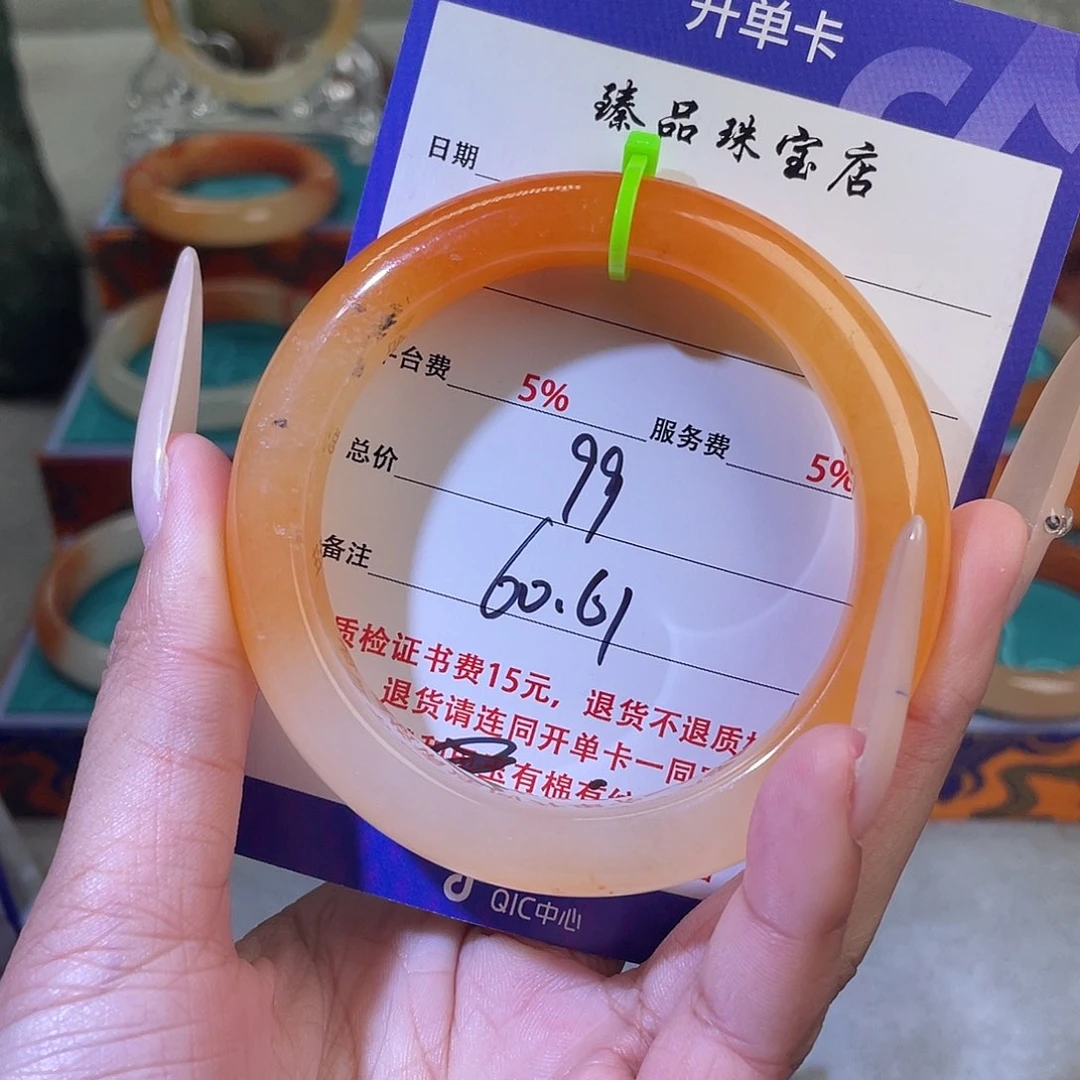 开单卡
臻品珠宝店
日期
台费 5% 服务费 5%
总价 99
备注 60.61
质检证书费15元，退货不退质
退货请连同开单卡一同
有棉有
QIC中心